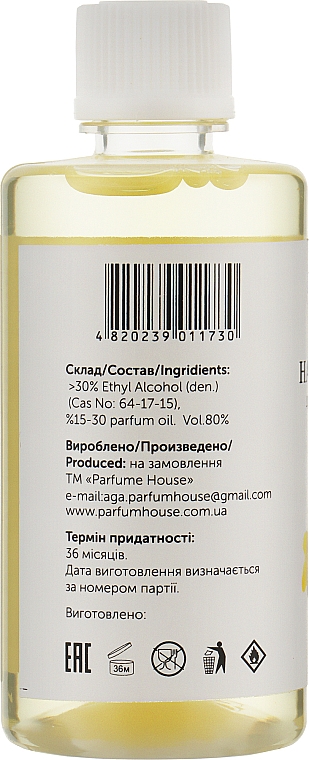 4 820239 011730
Склад/Состав/Ingridients:
>30% Ethyl Alcohol (den.)
(Cas No: 64-17-15),
%15-30 parfum oil. Vol.80%
Вироблено/Произведено/
Produced: на замовлення
ТМ «Parfume House»
e-mail:aga.parfumhouse@gmail.com
www.parfumhouse.com.ua
Термін придатності:
36 місяців.
Дата виготовлення визначається
за номером партії.
Виготовлено:
EAC 36м